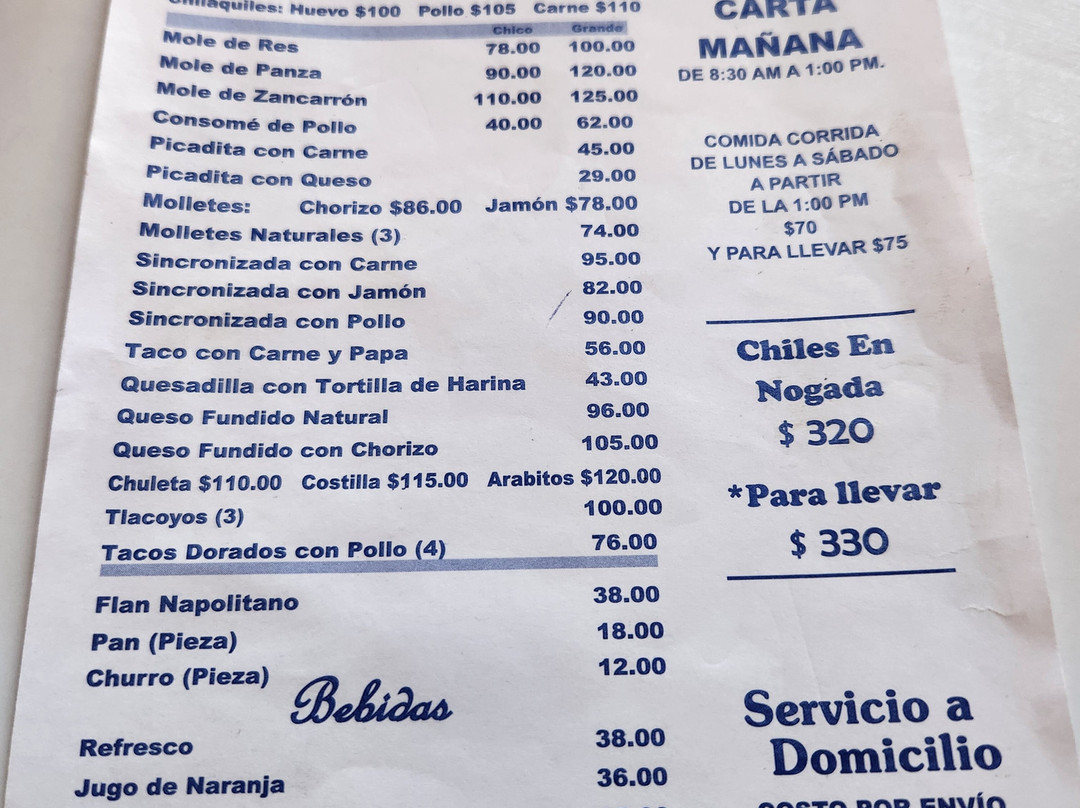 Chilaquiles: Huevo $100 Pollo $105 Carne $110
Chico Grande
Mole de Res 78.00 100.00
Mole de Panza 90.00 120.00
Mole de Zancarrón 110.00 125.00
Consomé de Pollo 40.00 62.00
Picadita con Carne 45.00
Picadita con Queso 29.00
Molletes: Chorizo $86.00 Jamón $78.00
Molletes Naturales (3) 74.00
Sincronizada con Carne 95.00
Sincronizada con Jamón 82.00
Sincronizada con Pollo 90.00
Taco con Carne y Papa 56.00
Quesadilla con Tortilla de Harina 43.00
Queso Fundido Natural 96.00
Queso Fundido con Chorizo 105.00
Chuleta $110.00 Costilla $115.00 Arabitos $120.00
Tlacoyos (3) 100.00
Tacos Dorados con Pollo (4) 76.00
Flan Napolitano 38.00
Pan (Pieza) 18.00
Churro (Pieza) 12.00
Bebidas
Refresco 38.00
Jugo de Naranja 36.00
CARTA
MAÑANA
DE 8:30 AM A 1:00 PM.
COMIDA CORRIDA
DE LUNES A SÁBADO
A PARTIR
DE LA 1:00 PM
$70
Y PARA LLEVAR $75
Chiles En
Nogada
$ 320
*Para llevar
$ 330
Servicio a
Domicilio
COSTO POR ENVÍO